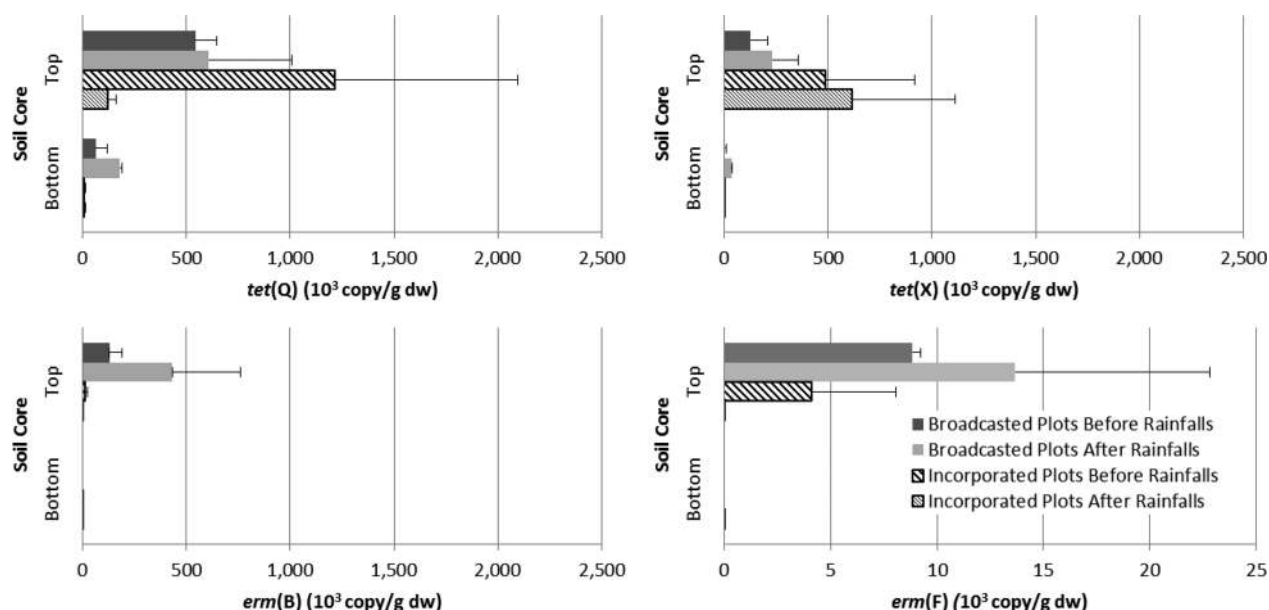 Soil Core
Top
Bottom
0 500 1,000 1,500 2,000 2,500
tet(Q) (10³ copy/g dw)
Soil Core
Top
Bottom
0 500 1,000 1,500 2,000 2,500
tet(X) (10³ copy/g dw)
Soil Core
Top
Bottom
0 500 1,000 1,500 2,000 2,500
erm(B) (10³ copy/g dw)
Soil Core
Top
Bottom
Broadcasted Plots Before Rainfalls
Broadcasted Plots After Rainfalls
Incorporated Plots Before Rainfalls
Incorporated Plots After Rainfalls
0 5 10 15 20 25
erm(F) (10³ copy/g dw)